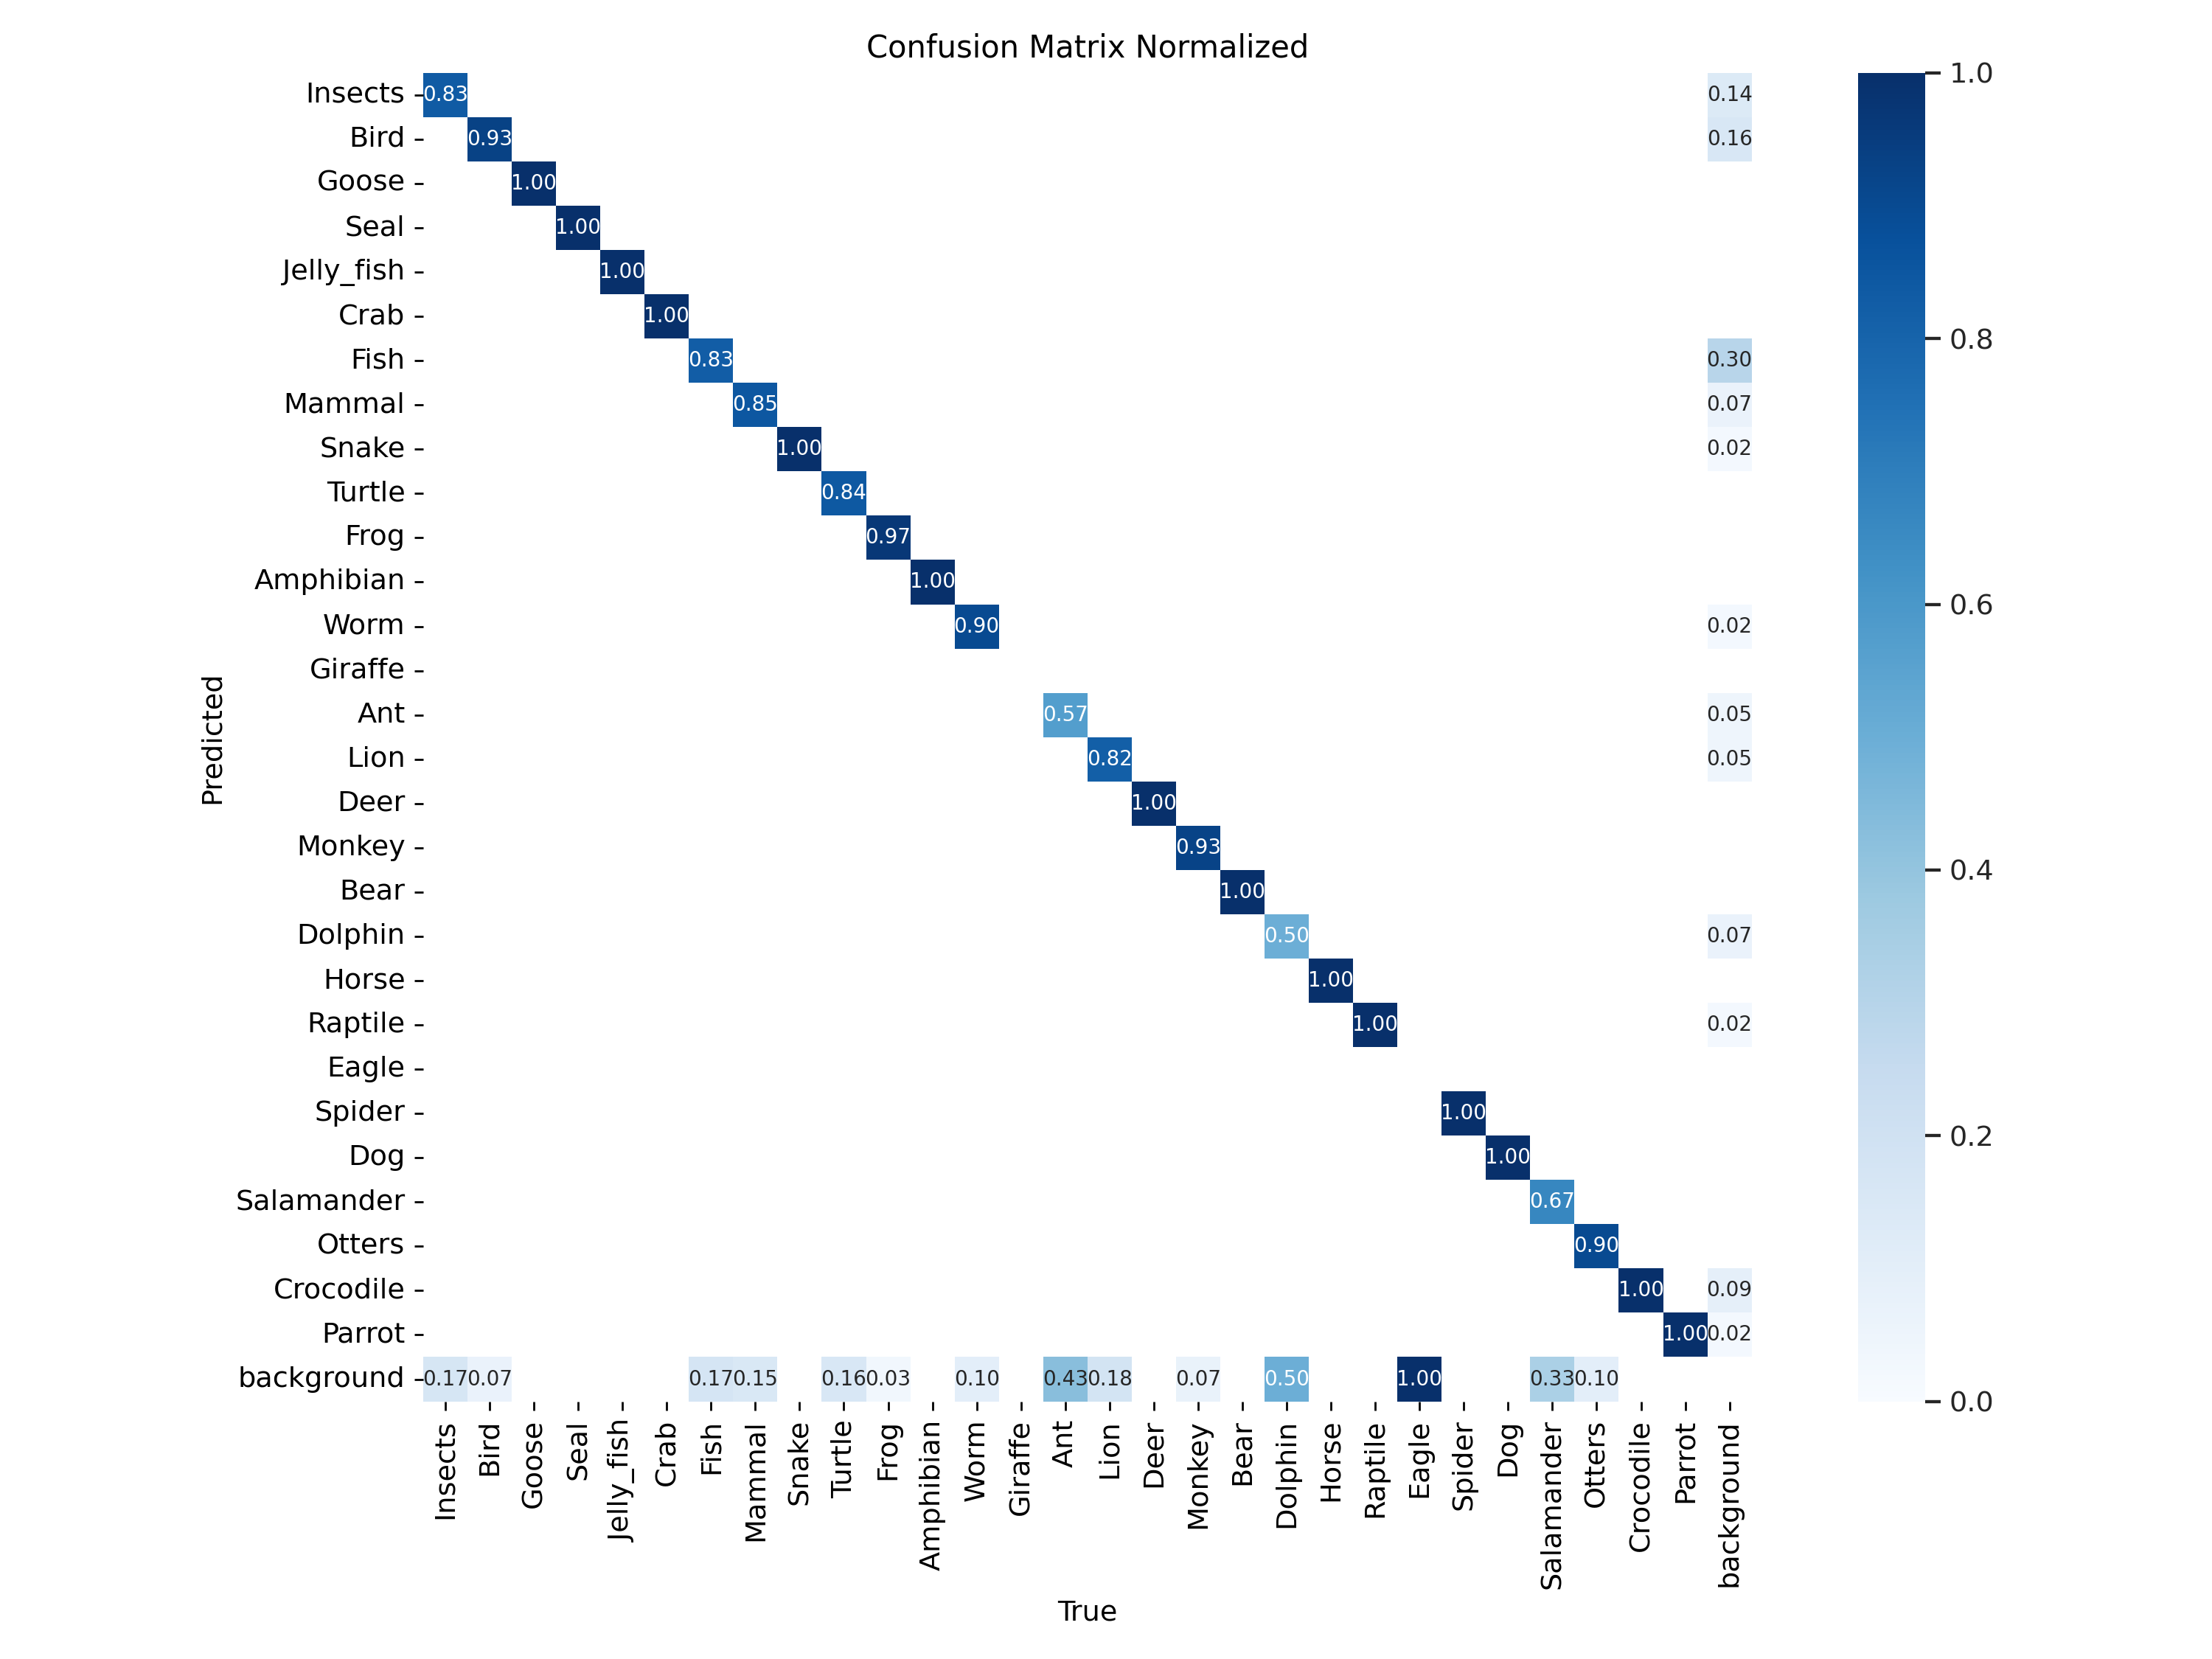 Confusion Matrix Normalized
Insects 0.83 0.14
Bird 0.93 0.16
Goose 1.00
Seal 1.00
Jelly_fish 1.00
Crab 1.00
Fish 0.83 0.30
Mammal 0.85 0.07
Snake 1.00 0.02
Turtle 0.84
Frog 0.97
Amphibian 1.00
Worm 0.90 0.02
Giraffe
Ant 0.57 0.05
Lion 0.82 0.05
Deer 1.00
Monkey 0.93
Bear 1.00
Dolphin 0.50 0.07
Horse 1.00
Raptile 1.00 0.02
Eagle
Spider 1.00
Dog 1.00
Salamander 0.67
Otters 0.90
Crocodile 1.00 0.09
Parrot 1.00 0.02
background 0.17 0.07 0.17 0.15 0.16 0.03 0.10 0.43 0.18 0.07 0.50 1.00 0.33 0.10
Insects Bird Goose Seal Jelly_fish Crab Fish Mammal Snake Turtle Frog Amphibian Worm Giraffe Ant Lion Deer Monkey Bear Dolphin Horse Raptile Eagle Spider Dog Salamander Otters Crocodile Parrot background
True
Predicted
1.0
0.8
0.6
0.4
0.2
0.0